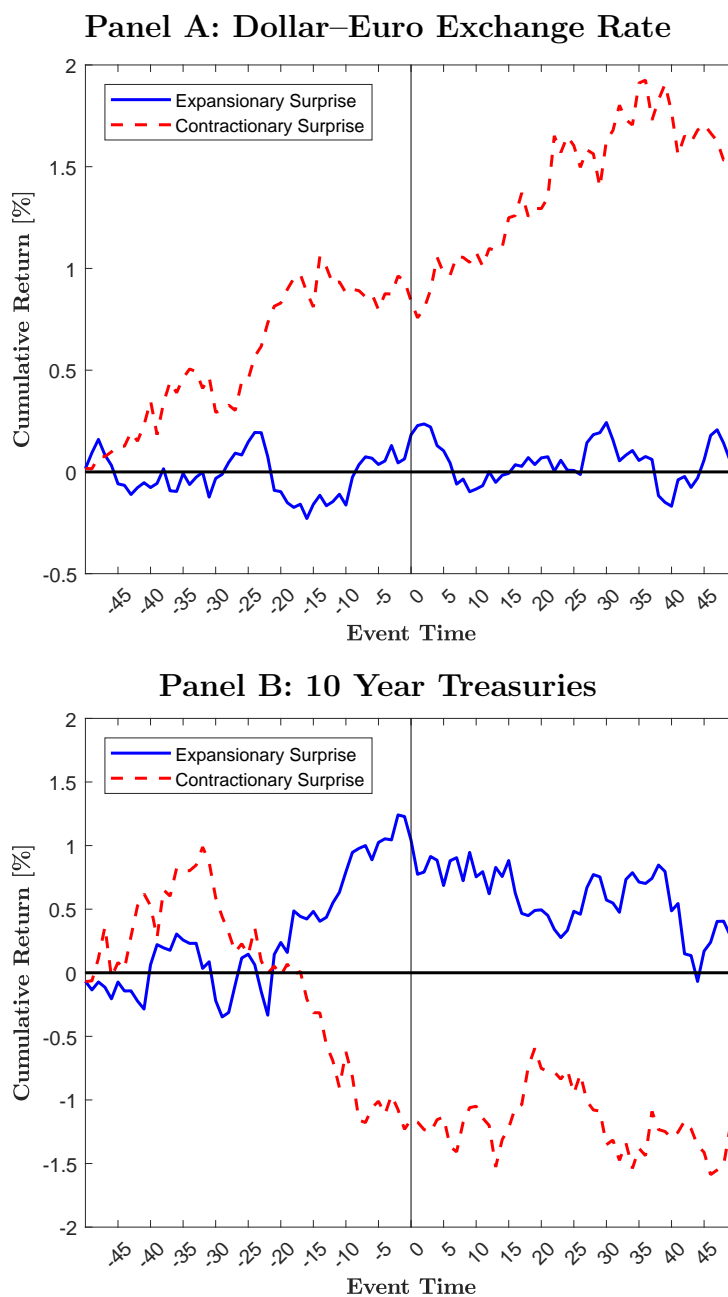 Panel A: Dollar–Euro Exchange Rate
2
1.5
1
0.5
0
-0.5
Cumulative Return [%]
Expansionary Surprise
Contractionary Surprise
-45 -40 -35 -30 -25 -20 -15 -10 -5 0 5 10 15 20 25 30 35 40 45
Event Time
Panel B: 10 Year Treasuries
2
1.5
1
0.5
0
-0.5
-1
-1.5
-2
Cumulative Return [%]
Expansionary Surprise
Contractionary Surprise
-45 -40 -35 -30 -25 -20 -15 -10 -5 0 5 10 15 20 25 30 35 40 45
Event Time